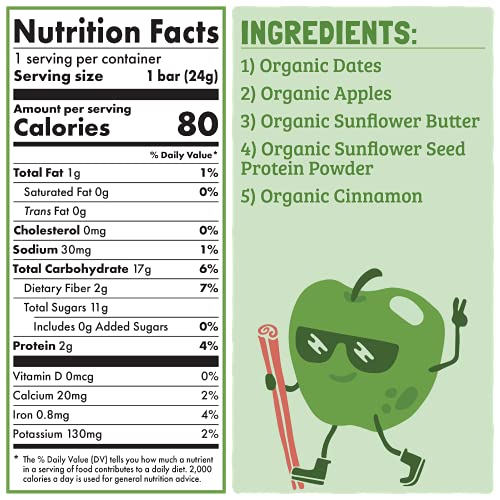 Nutrition Facts
1 serving per container
Serving size 1 bar (24g)
Amount per serving
Calories 80
% Daily Value*
Total Fat 1g 1%
Saturated Fat 0g 0%
Trans Fat 0g
Cholesterol 0mg 0%
Sodium 30mg 1%
Total Carbohydrate 17g 6%
Dietary Fiber 2g 7%
Total Sugars 11g
Includes 0g Added Sugars 0%
Protein 2g 4%
Vitamin D 0mcg 0%
Calcium 20mg 2%
Iron 0.8mg 4%
Potassium 130mg 2%
* The % Daily Value (DV) tells you how much a nutrient
in a serving of food contributes to a daily diet. 2,000
calories a day is used for general nutrition advice.
INGREDIENTS:
1) Organic Dates
2) Organic Apples
3) Organic Sunflower Butter
4) Organic Sunflower Seed
Protein Powder
5) Organic Cinnamon